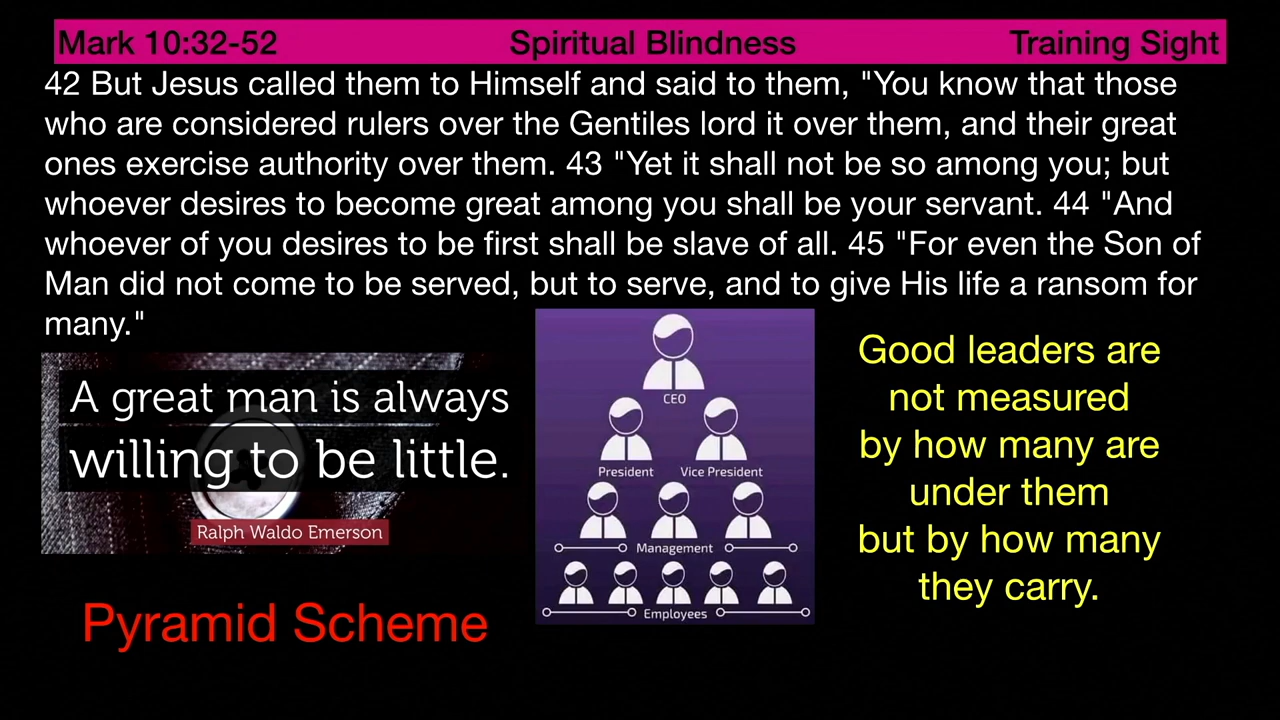 Mark 10:32-52 Spiritual Blindness Training Sight
42 But Jesus called them to Himself and said to them, "You know that those
who are considered rulers over the Gentiles lord it over them, and their great
ones exercise authority over them. 43 "Yet it shall not be so among you; but
whoever desires to become great among you shall be your servant. 44 "And
whoever of you desires to be first shall be slave of all. 45 "For even the Son of
Man did not come to be served, but to serve, and to give His life a ransom for
many."
A great man is always
willing to be little.
Ralph Waldo Emerson
Pyramid Scheme
CEO
President Vice President
Management
Employees
Good leaders are
not measured
by how many are
under them
but by how many
they carry.